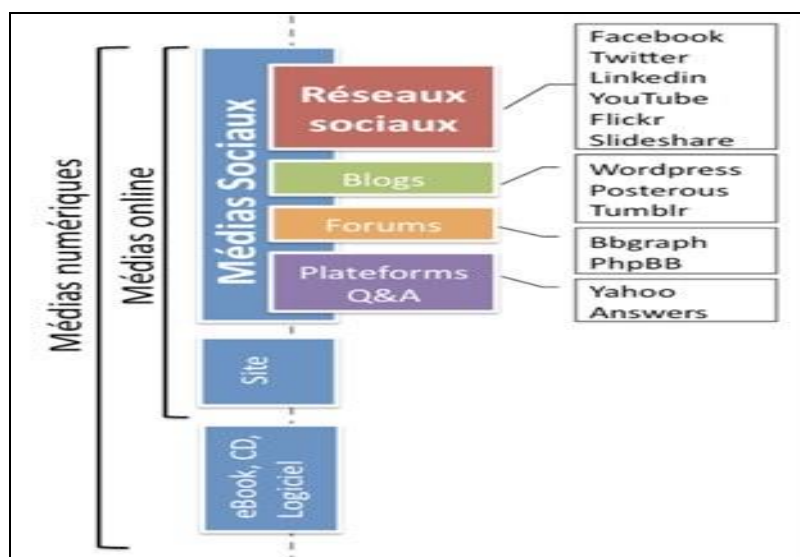 Médias numériques
Médias online
Médias Sociaux
Réseaux
sociaux
Facebook
Twitter
Linkedin
YouTube
Flickr
Slideshare
Blogs
Wordpress
Posterous
Tumblr
Forums
Bbgraph
PhpBB
Plateforms
Q&A
Yahoo
Answers
Site
eBook, CD,
Logiciel